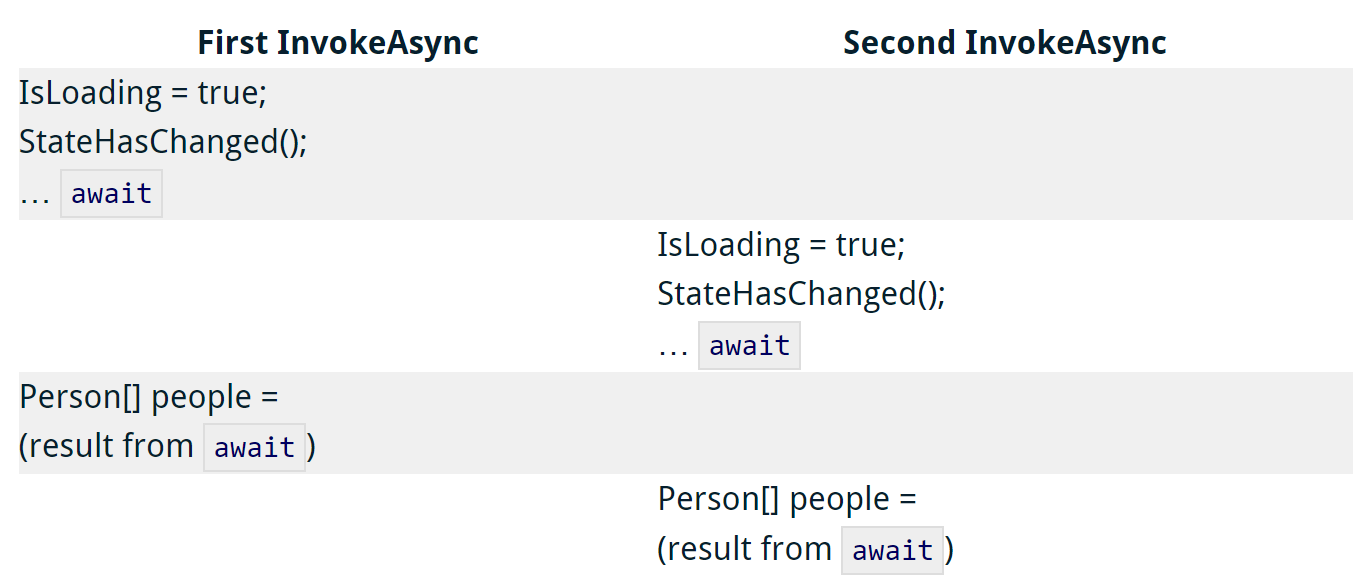 First InvokeAsync Second InvokeAsync
IsLoading = true;
StateHasChanged();
… await
IsLoading = true;
StateHasChanged();
… await
Person[] people =
(result from await)
Person[] people =
(result from await)